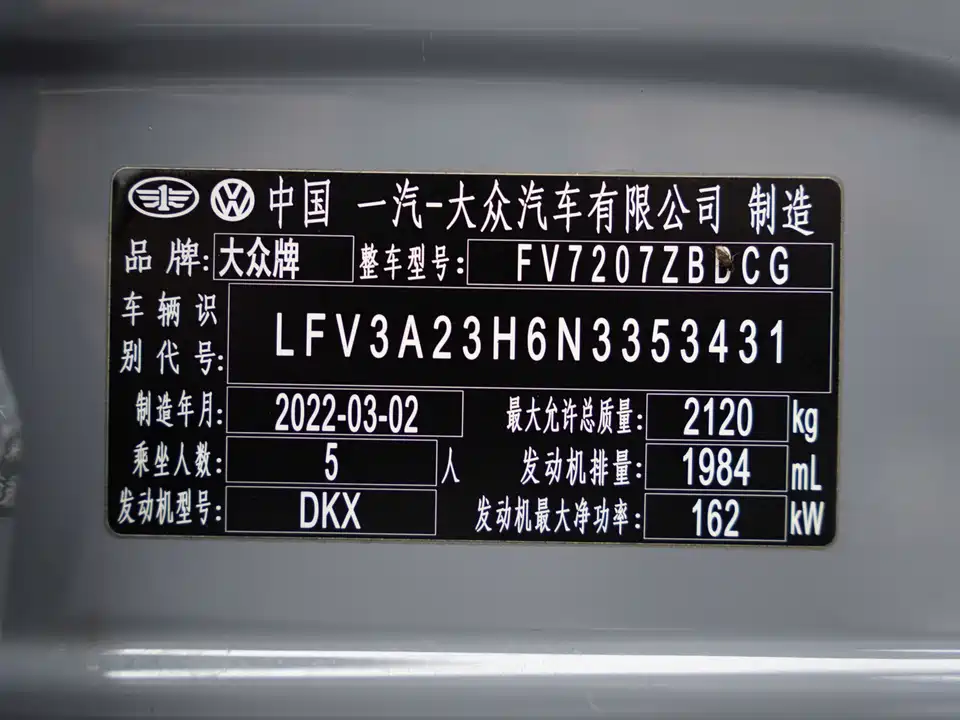 中国 一汽-大众汽车有限公司 制造
品牌: 大众牌 整车型号: FV7207ZBDCG
车辆识别代号: LFV3A23H6N3353431
制造年月: 2022-03-02 最大允许总质量: 2120 kg
乘坐人数: 5 人 发动机排量: 1984 mL
发动机型号: DKX 发动机最大净功率: 162 kW